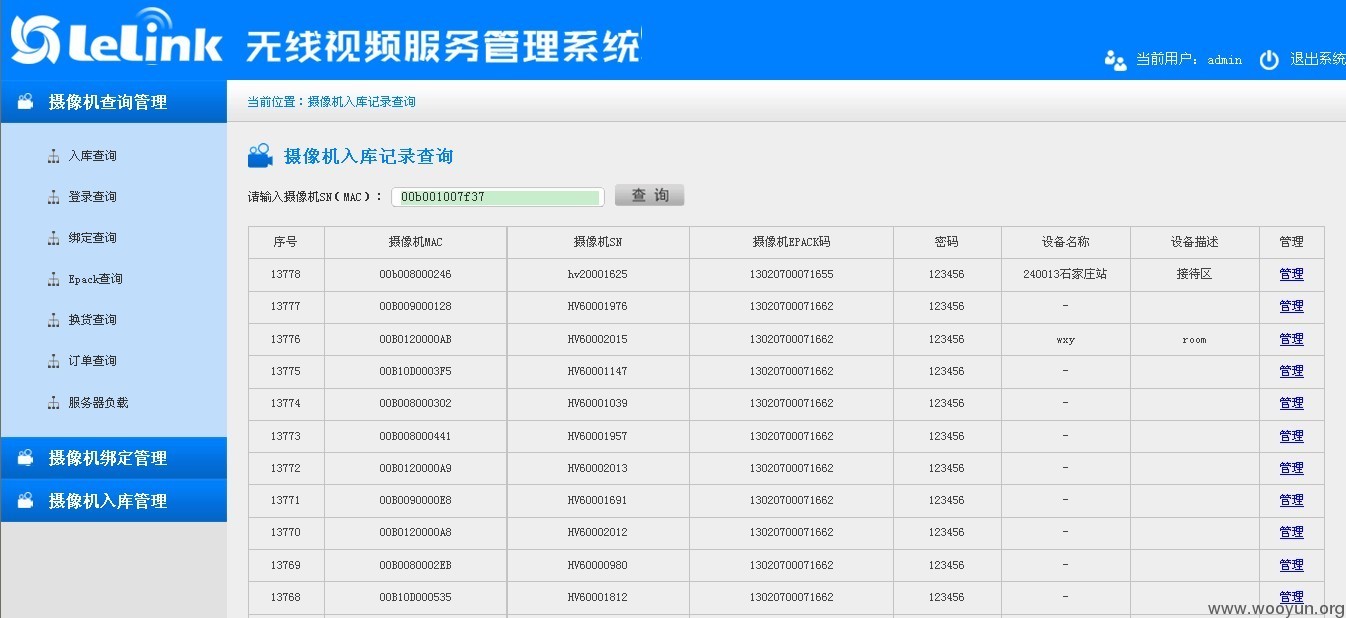 LeLink 无线视频服务管理系统
当前用户： admin 退出系统
摄像机查询管理
入库查询
登录查询
绑定查询
Epack查询
换货查询
订单查询
服务器负载
摄像机绑定管理
摄像机入库管理
当前位置：摄像机入库记录查询
摄像机入库记录查询
请输入摄像机SN(MAC)： 00b001007f37 查 询
序号 摄像机MAC 摄像机SN 摄像机EPACK码 密码 设备名称 设备描述 管理
13778 00b008000246 hv20001625 13020700071655 123456 240013石家庄站 接待区 管理
13777 00B009000128 HV60001976 13020700071662 123456 - 管理
13776 00B0120000AB HV60002015 13020700071662 123456 wxy room 管理
13775 00B10D0003F5 HV60001147 13020700071662 123456 - 管理
13774 00B008000302 HV60001039 13020700071662 123456 - 管理
13773 00B008000441 HV60001957 13020700071662 123456 - 管理
13772 00B0120000A9 HV60002013 13020700071662 123456 - 管理
13771 00B0090000E8 HV60001691 13020700071662 123456 - 管理
13770 00B0120000A8 HV60002012 13020700071662 123456 - 管理
13769 00B0080002EB HV60000980 13020700071662 123456 - 管理
13768 00B10D000535 HV60001812 13020700071662 123456 - 管理
www.wooyun.org